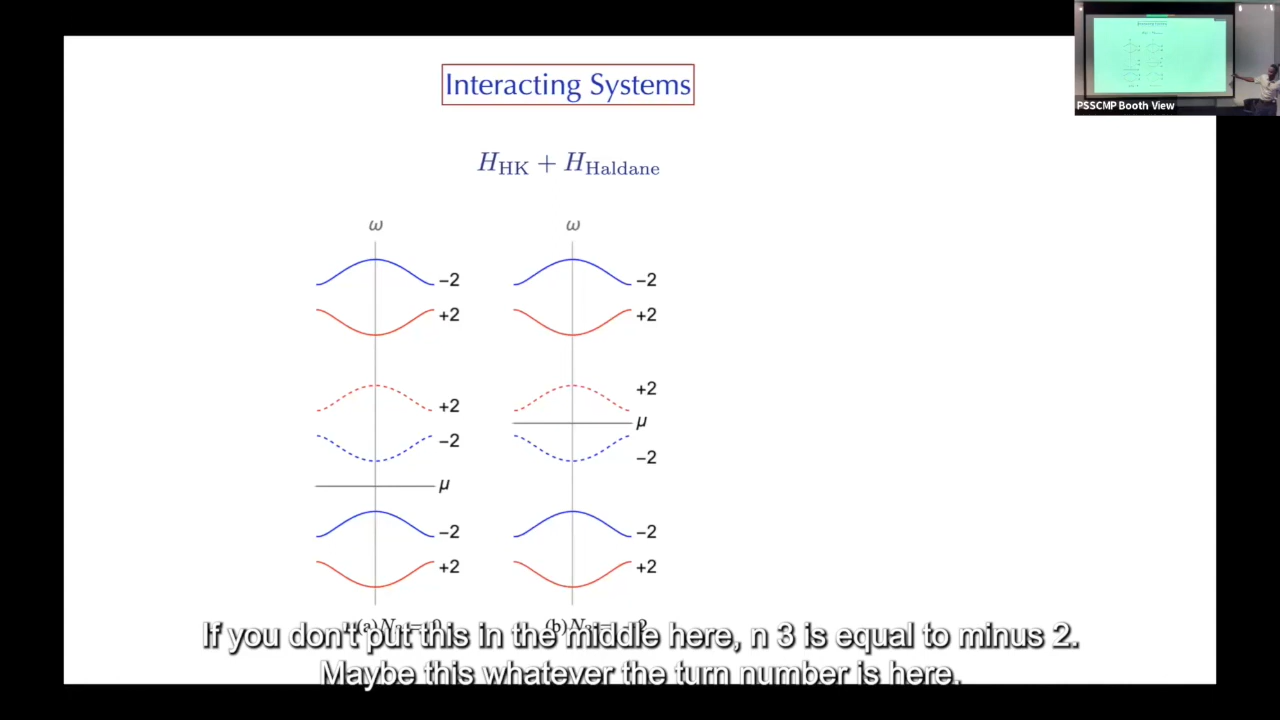 Interacting Systems
PSSCMP Booth View
H_HK + H_Haldane
ω ω
−2 −2
+2 +2
+2 +2
μ
−2 −2
μ
−2 −2
+2 +2
If you don't put this in the middle here, n 3 is equal to minus 2.
Maybe this whatever the turn number is here.